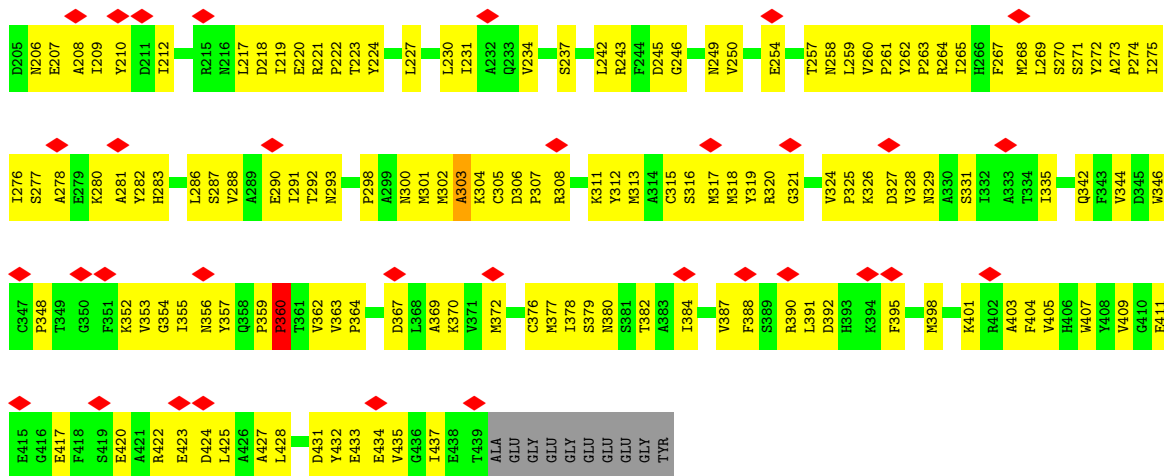 D205 N206 E207 A208 I209 Y210 D211 I212 R215 N216 L217 D218 I219 E220 R221 P222 T223 Y224 L227 L230 I231 A232 Q233 V234 S237 L242 R243 F244 D245 G246 N249 V250 E254 T257 N258 L259 V260 P261 Y262 P263 R264 I265 H266 F267 M268 L269 S270 S271 Y272 A273 P274 I275
I276 S277 A278 E279 K280 A281 Y282 H283 L286 S287 V288 A289 E290 I291 T292 N293 P298 A299 N300 M301 M302 A303 K304 C305 D306 P307 R308 K311 Y312 M313 A314 C315 S316 M317 M318 Y319 R320 G321 V324 P325 K326 D327 V328 N329 A330 S331 I332 A333 T334 I335 Q342 F343 V344 D345 W346
C347 P348 T349 G350 F351 K352 V353 G354 I355 N356 Y357 Q358 P359 P360 T361 V362 V363 P364 D367 L368 A369 K370 V371 M372 C376 M377 I378 S379 N380 S381 T382 A383 I384 V387 F388 S389 R390 L391 D392 H393 K394 F395 M398 K401 R402 A403 F404 V405 H406 W407 Y408 V409 G410 E411
E415 G416 E417 F418 S419 E420 A421 R422 E423 D424 L425 A426 A427 L428 D431 Y432 E433 E434 V435 G436 I437 E438 T439 ALA GLU GLY GLU GLY GLU GLU GLU GLY TYR